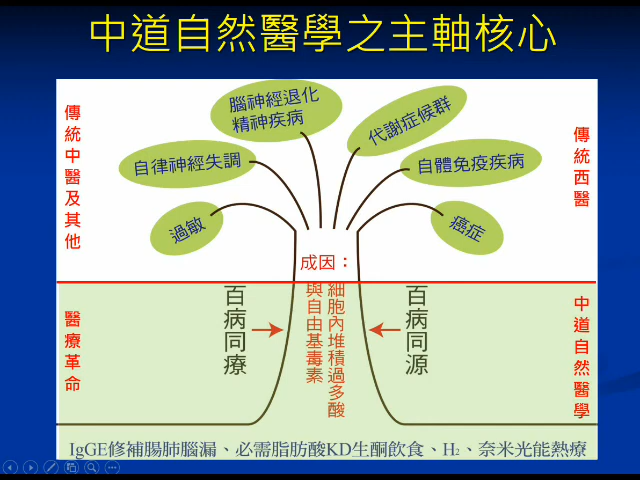 中道自然醫學之主軸核心
傳統中醫及其他
腦神經退化
精神疾病
代謝症候群
自律神經失調
自體免疫疾病
過敏
癌症
傳統西醫
成因：
醫療革命
百病同療
細胞內堆積過多酸
與自由基毒素
百病同源
中道自然醫學
IgGE修補腸肺腦漏、必需脂肪酸KD生酮飲食、H₂、奈米光能熱療